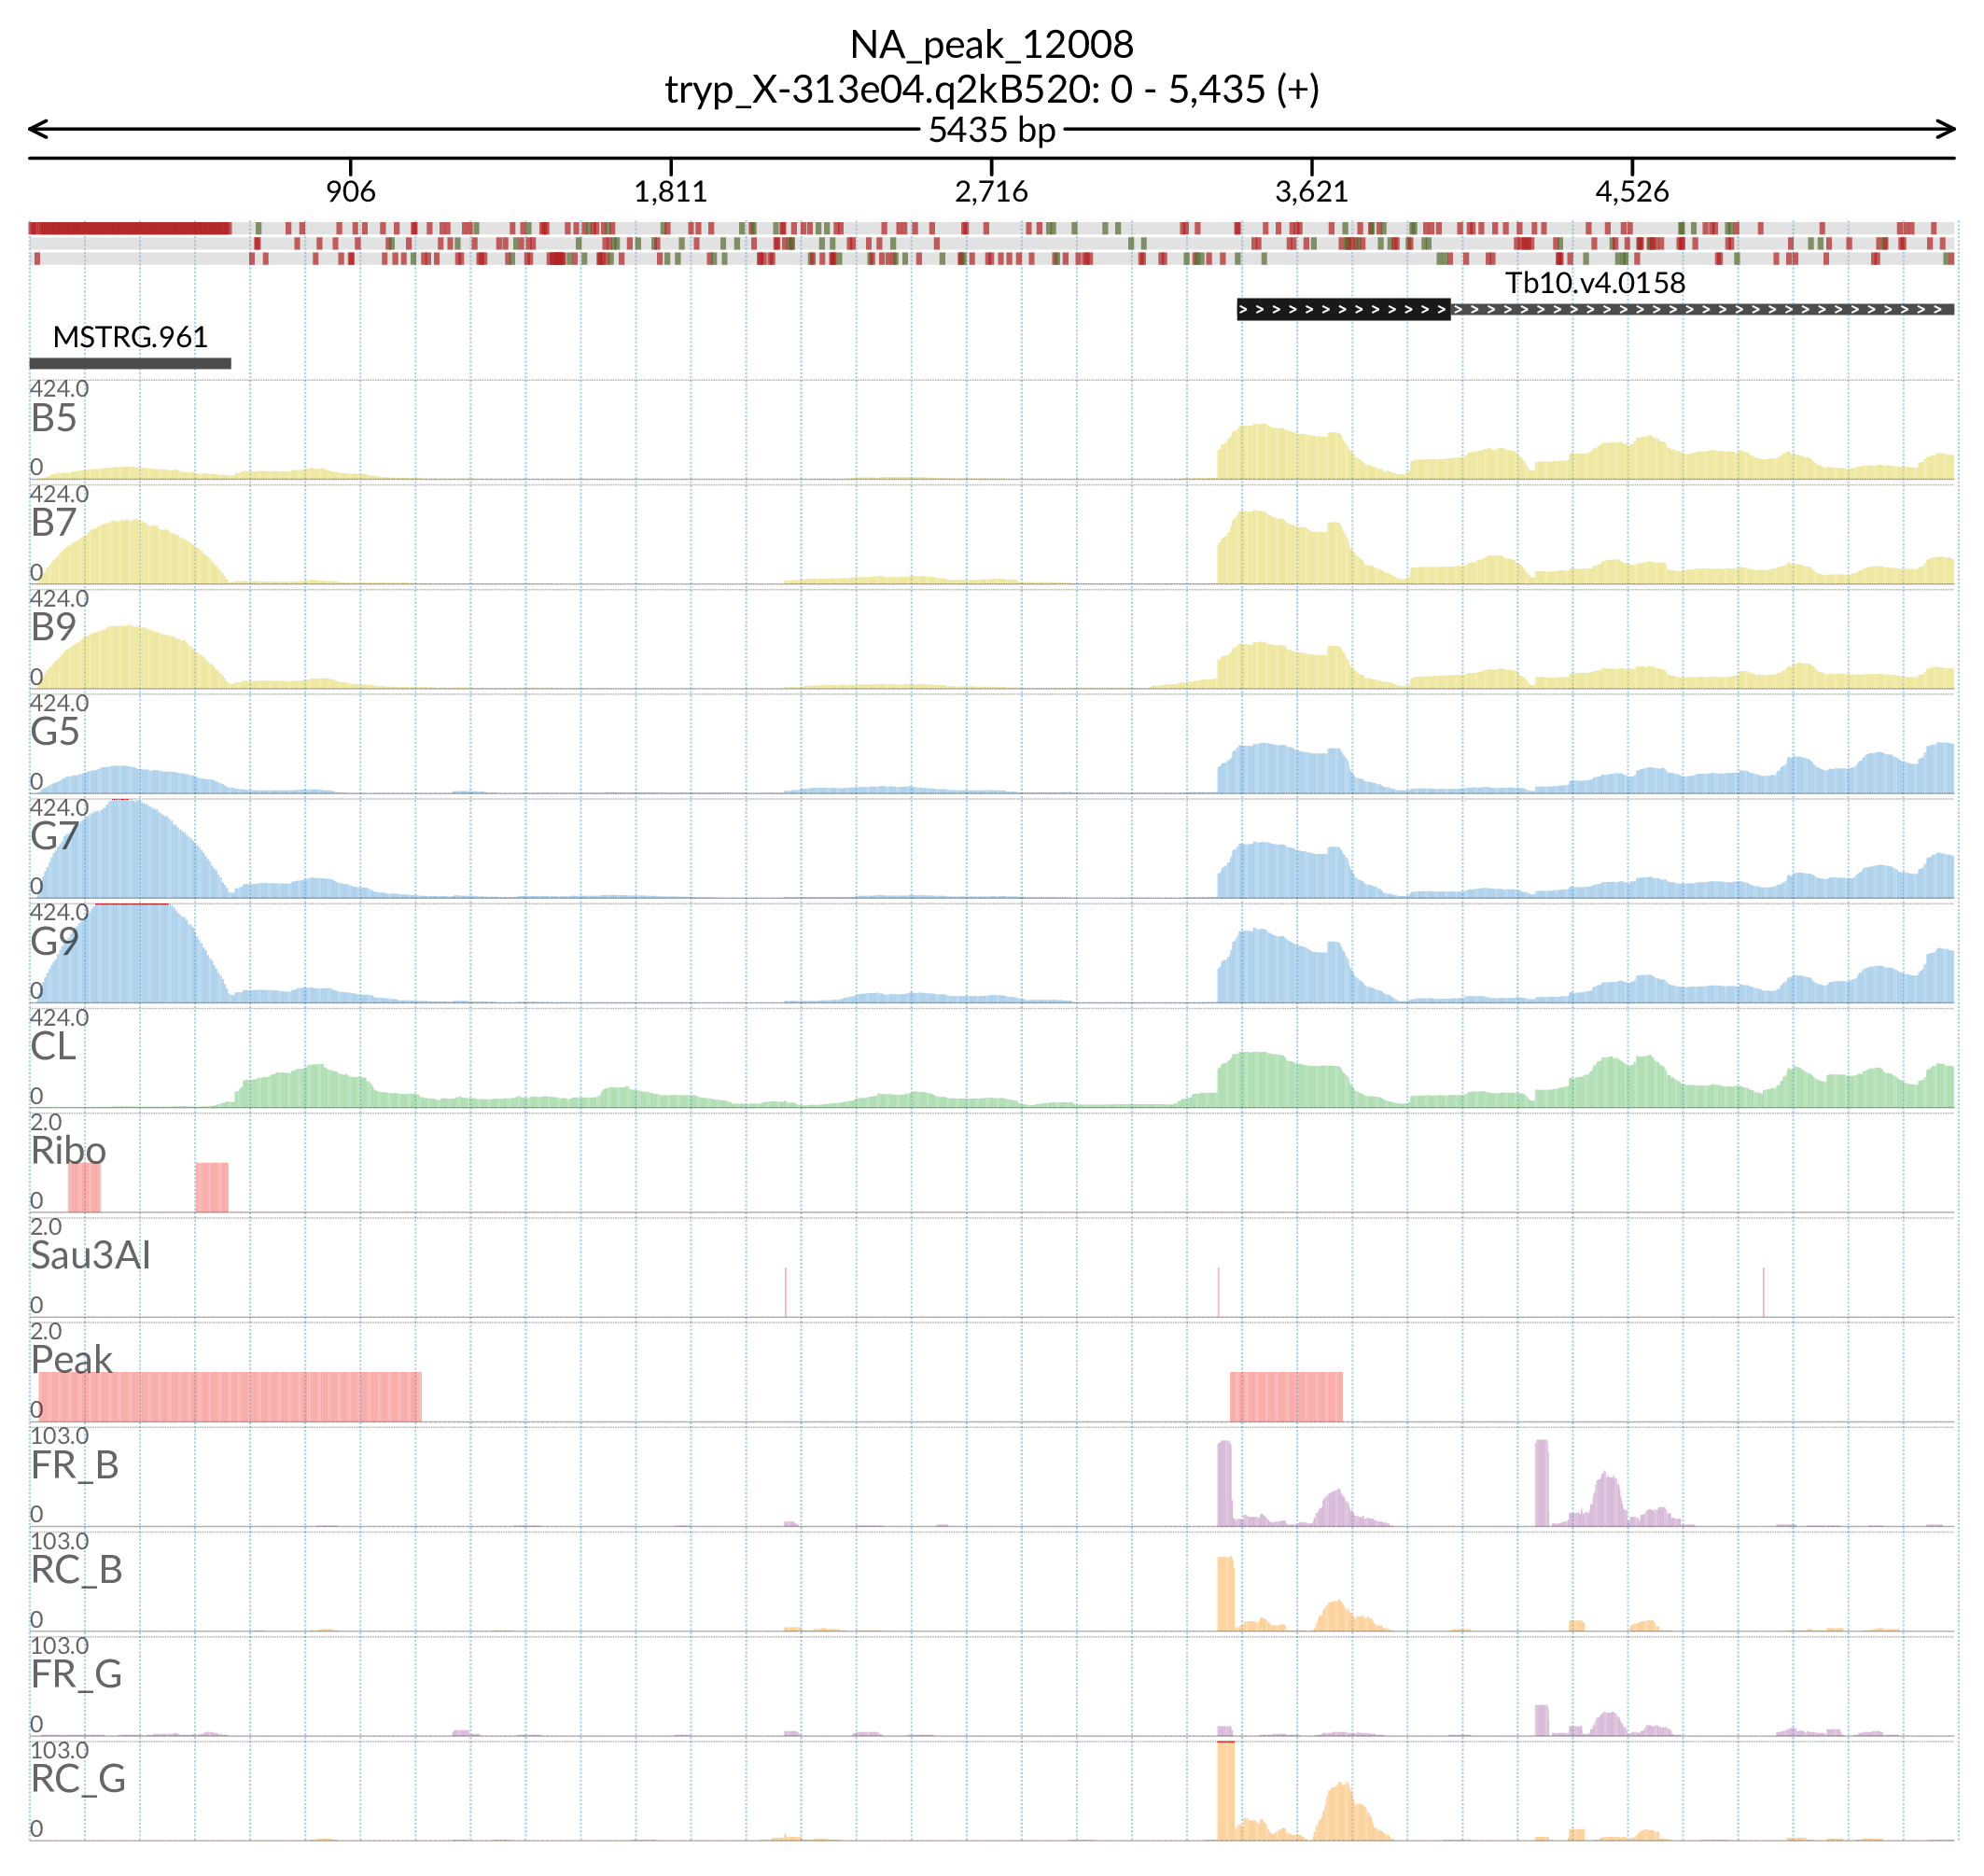 NA_peak_12008
tryp_X-313e04.q2kB520: 0 - 5,435 (+)
5435 bp
906 1,811 2,716 3,621 4,526
Tb10.v4.0158
MSTRG.961
424.0
B5
0
424.0
B7
0
424.0
B9
0
424.0
G5
0
424.0
G7
0
424.0
G9
0
424.0
CL
0
2.0
Ribo
0
2.0
Sau3AI
0
2.0
Peak
0
103.0
FR_B
0
103.0
RC_B
0
103.0
FR_G
0
103.0
RC_G
0